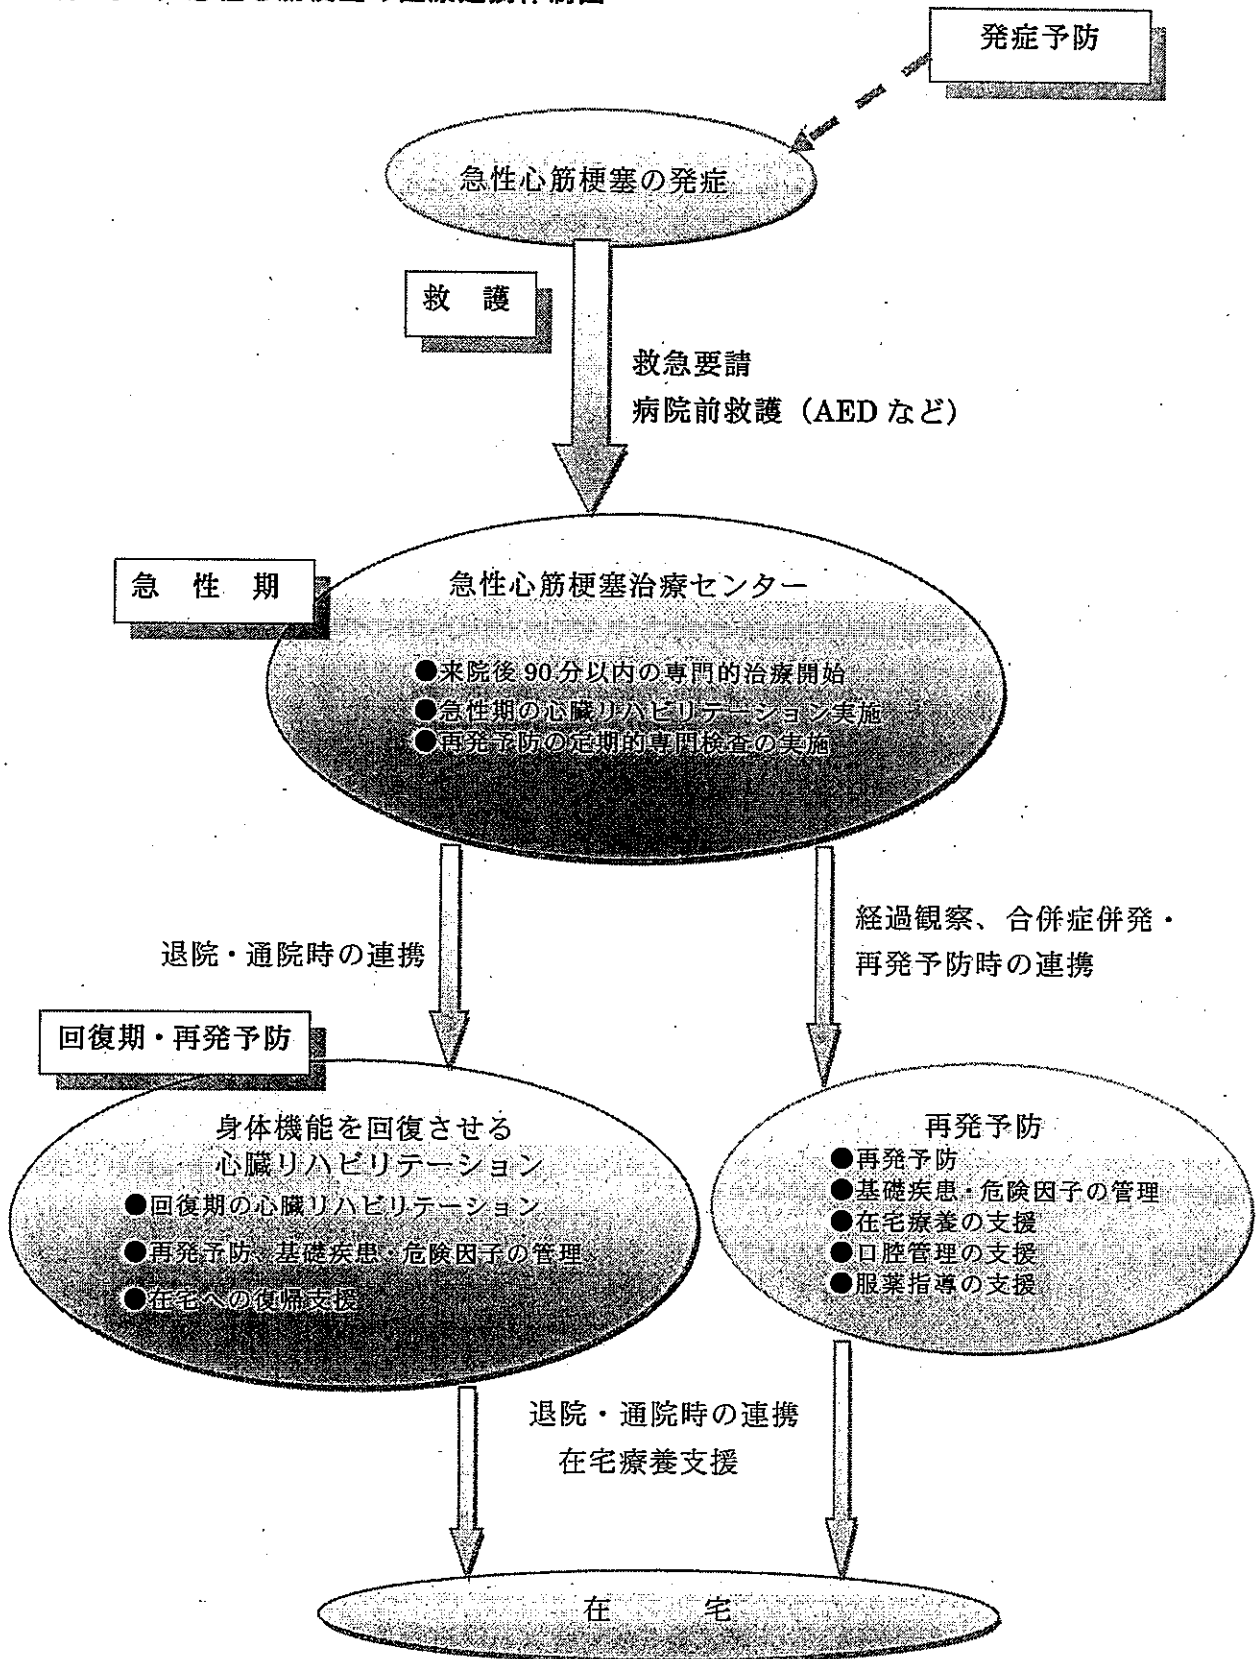 発症予防
急性心筋梗塞の発症
救 護
救急要請
病院前救護（AED など）
急 性 期
急性心筋梗塞治療センター
●来院後 90 分以内の専門的治療開始
●急性期の心臓リハビリテーション実施
●再発予防の定期的専門検査の実施
退院・通院時の連携
経過観察、合併症併発・
再発予防時の連携
回復期・再発予防
身体機能を回復させる
心臓リハビリテーション
●回復期の心臓リハビリテーション
●再発予防、基礎疾患・危険因子の管理
●在宅への復帰支援
再発予防
●再発予防
●基礎疾患・危険因子の管理
●在宅療養の支援
●口腔管理の支援
●服薬指導の支援
退院・通院時の連携
在宅療養支援
在 宅